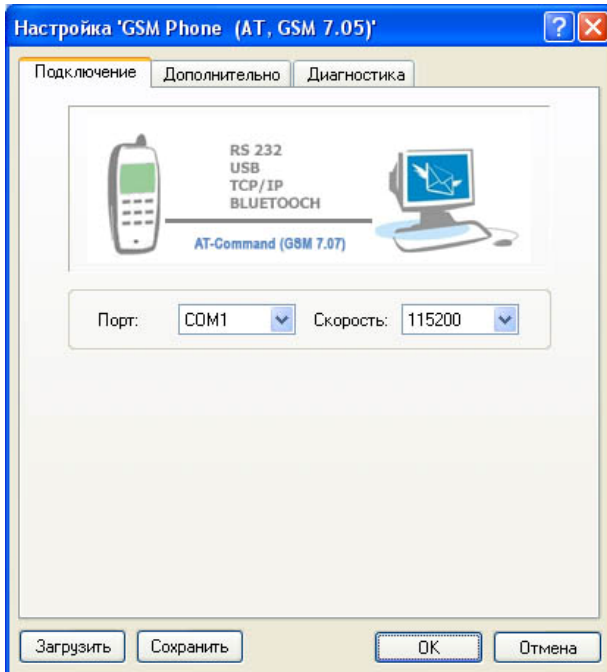 Настройка 'GSM Phone (AT, GSM 7.05)'
Подключение Дополнительно Диагностика
RS 232
USB
TCP/IP
BLUETOOCH
AT-Command (GSM 7.07)
Порт: COM1 Скорость: 115200
Загрузить Сохранить OK Отмена